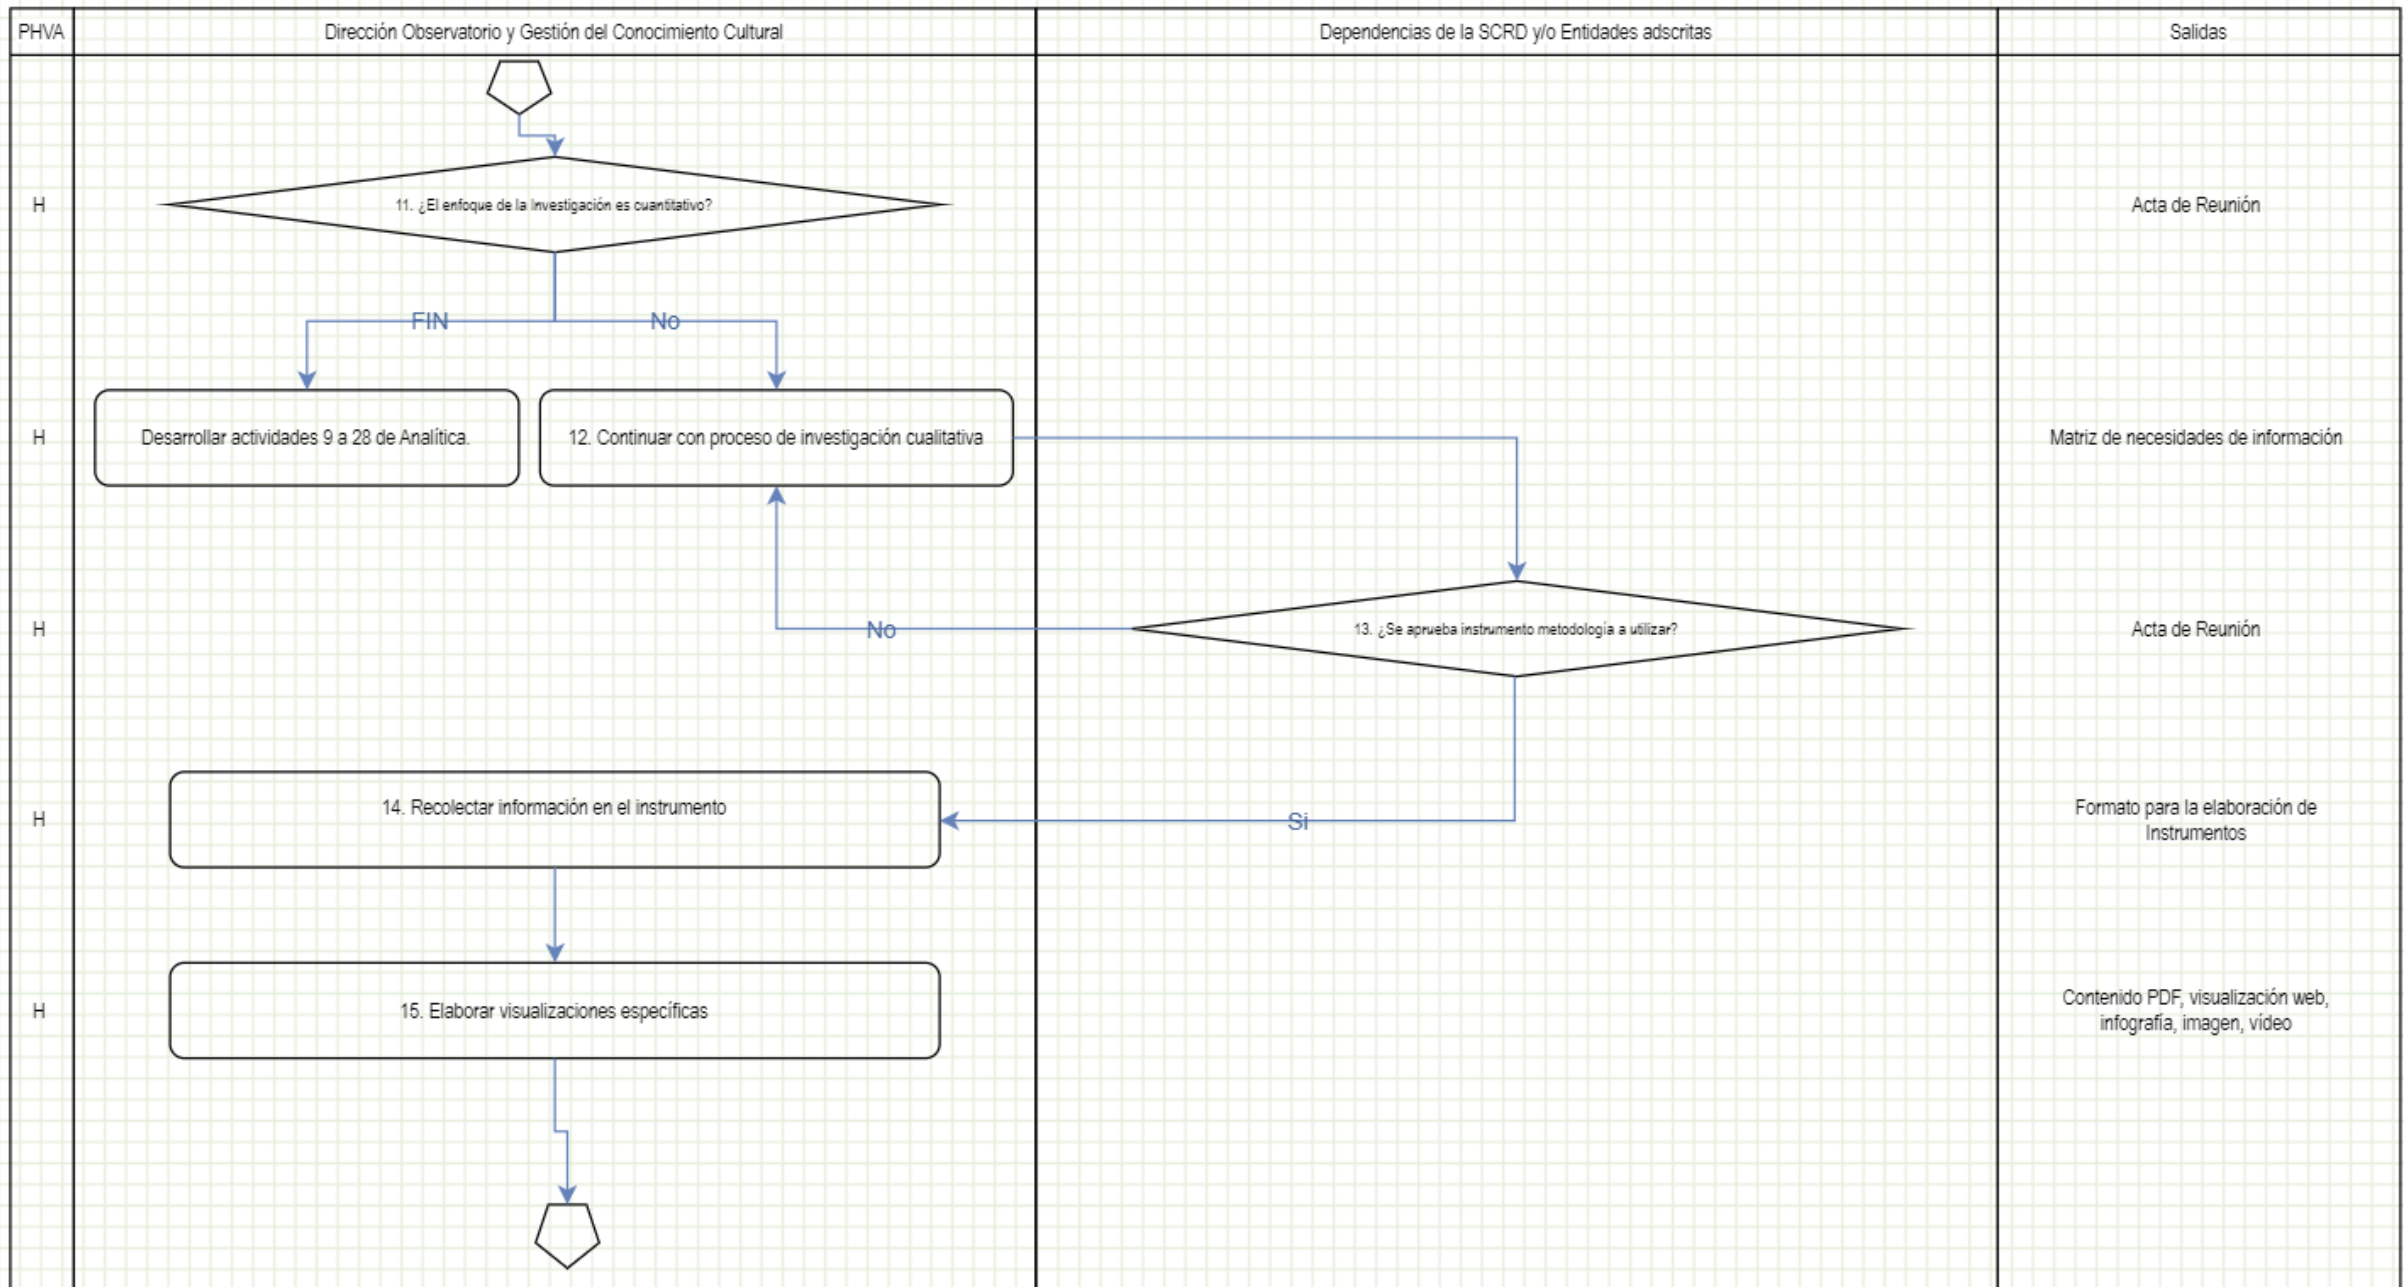 PHVA
Dirección Observatorio y Gestión del Conocimiento Cultural
Dependencias de la SCRD y/o Entidades adscritas
Salidas
H
11. ¿El enfoque de la Investigación es cuantitativo?
Acta de Reunión
FIN
No
H
Desarrollar actividades 9 a 28 de Analítica.
12. Continuar con proceso de investigación cualitativa
Matriz de necesidades de información
H
No
13. ¿Se aprueba instrumento metodología a utilizar?
Acta de Reunión
H
14. Recolectar información en el instrumento
Si
Formato para la elaboración de
Instrumentos
H
15. Elaborar visualizaciones específicas
Contenido PDF, visualización web,
infografía, imagen, vídeo